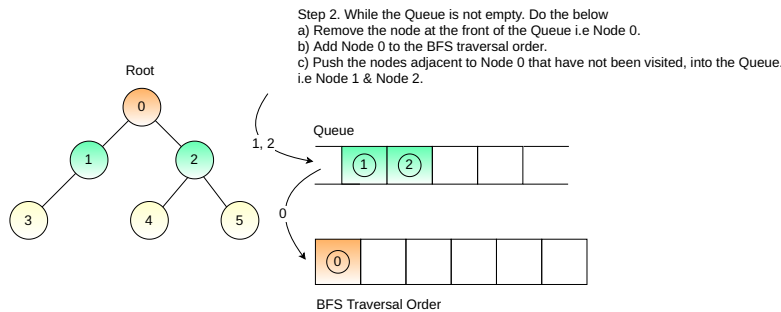 Step 2. While the Queue is not empty. Do the below
a) Remove the node at the front of the Queue i.e Node 0.
b) Add Node 0 to the BFS traversal order.
c) Push the nodes adjacent to Node 0 that have not been visited, into the Queue.
i.e Node 1 & Node 2.
Root
0
1
2
3
4
5
1, 2
Queue
1
2
0
0
BFS Traversal Order